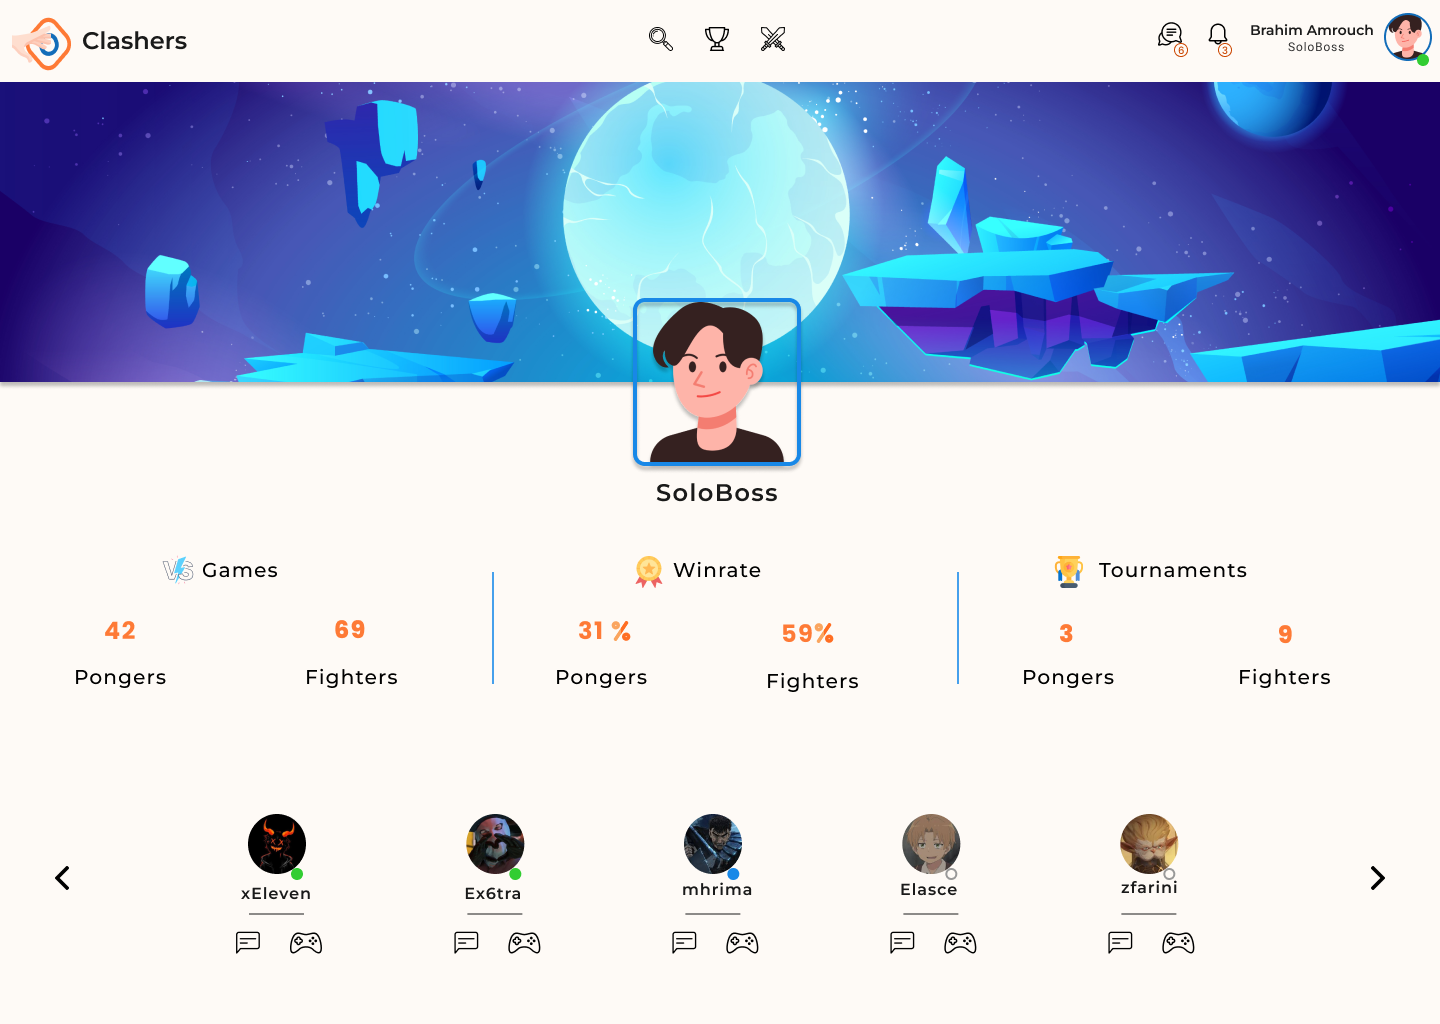 Clashers
6
3
Brahim Amrouch
SoloBoss
SoloBoss
VS Games
Winrate
Tournaments
42
69
31 %
59%
3
9
Pongers
Fighters
Pongers
Fighters
Pongers
Fighters
xEleven
Ex6tra
mhrima
Elasce
zfarini